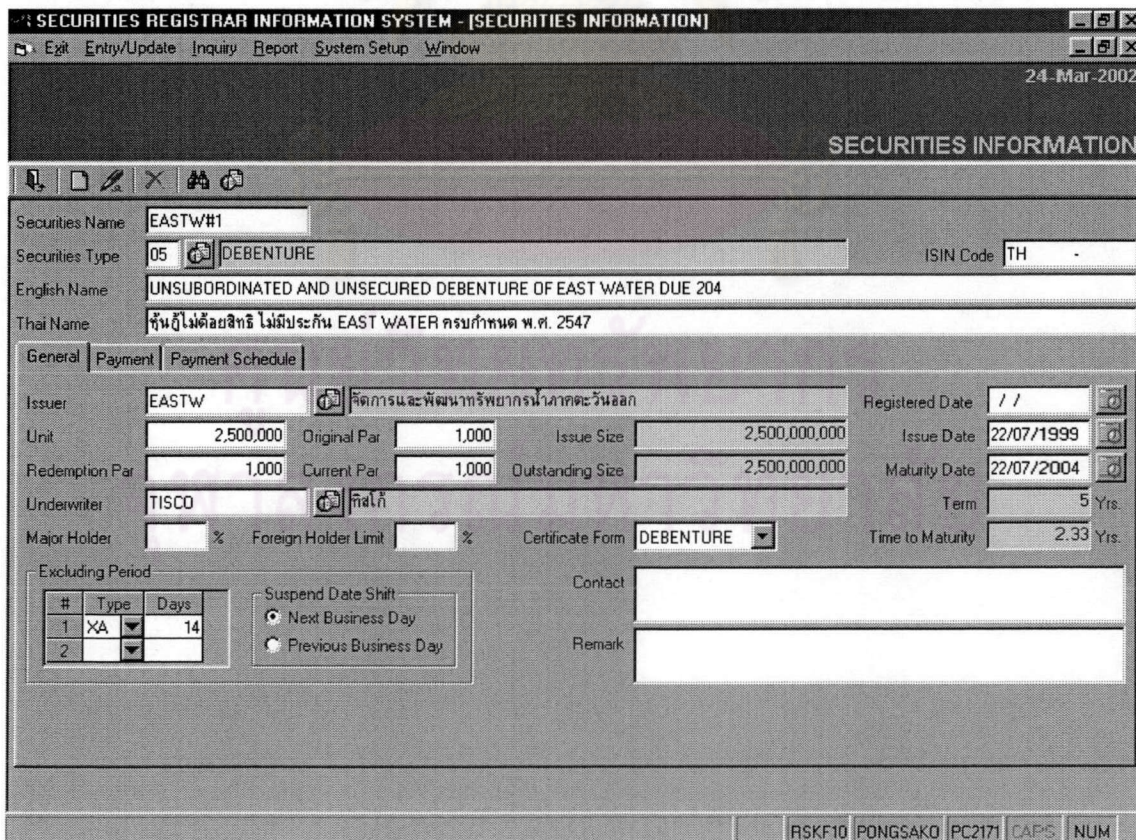 SECURITIES REGISTRAR INFORMATION SYSTEM - [SECURITIES INFORMATION]
Exit Entry/Update Inquiry Report System Setup Window
24-Mar-2002
SECURITIES INFORMATION
Securities Name EASTW#1
Securities Type 05 DEBENTURE ISIN Code TH -
English Name UNSUBORDINATED AND UNSECURED DEBENTURE OF EAST WATER DUE 204
Thai Name หุ้นกู้ไม่ด้อยสิทธิ ไม่มีประกัน EAST WATER ครบกำหนด พ.ศ. 2547
General Payment Payment Schedule
Issuer EASTW จัดการและพัฒนาทรัพยากรน้ำภาคตะวันออก Registered Date / /
Unit 2,500,000 Original Par 1,000 Issue Size 2,500,000,000 Issue Date 22/07/1999
Redemption Par 1,000 Current Par 1,000 Outstanding Size 2,500,000,000 Maturity Date 22/07/2004
Underwriter TISCO ทิสโก้ Term 5 Yrs.
Major Holder % Foreign Holder Limit % Certificate Form DEBENTURE Time to Maturity 2.33 Yrs.
Excluding Period
# Type Days
1 XA 14
2
Suspend Date Shift
Next Business Day
Previous Business Day
Contact
Remark
RSKF10 PONGSAKO PC2171 CAPS NUM